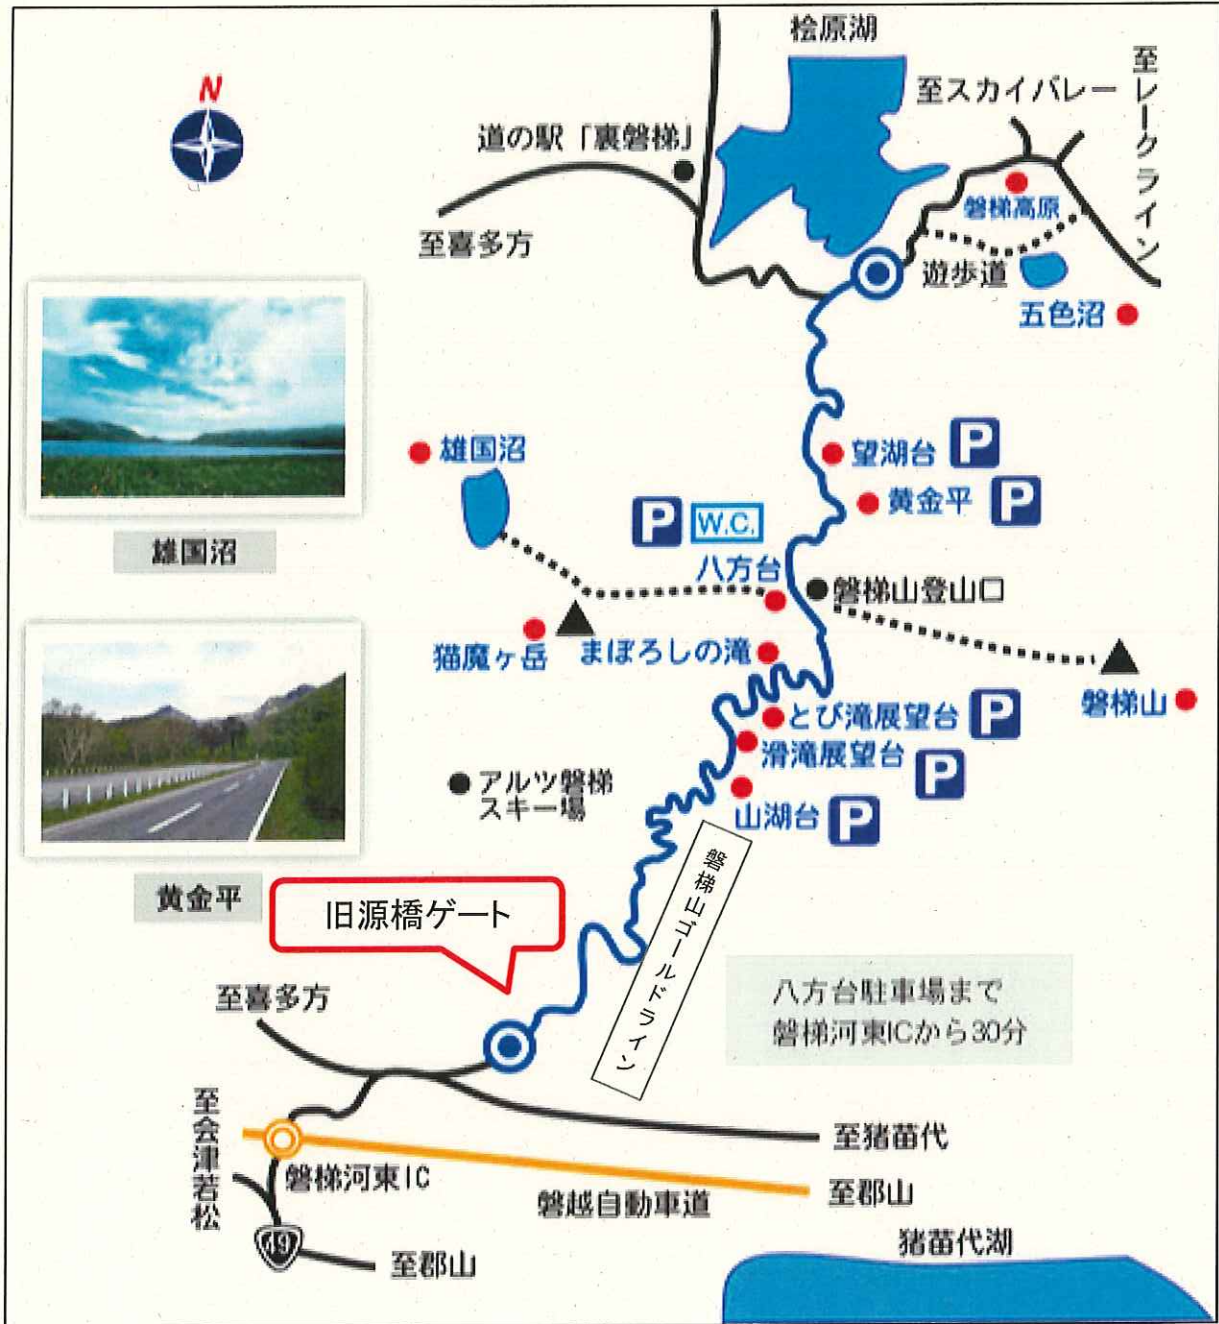 N
桧原湖
至スカイバレー
至レークライン
道の駅「裏磐梯」
磐梯高原
至喜多方
遊歩道
五色沼
雄国沼
望湖台 P
黄金平 P
雄国沼
P W.C.
八方台
磐梯山登山口
猫魔ヶ岳
まぼろしの滝
磐梯山
とび滝展望台 P
滑滝展望台 P
アルツ磐梯
スキー場
山湖台 P
磐梯山ゴールドライン
黄金平
旧源橋ゲート
至喜多方
八方台駐車場まで
磐梯河東ICから30分
至会津若松
至猪苗代
磐梯河東IC
磐越自動車道
至郡山
49
至郡山
猪苗代湖